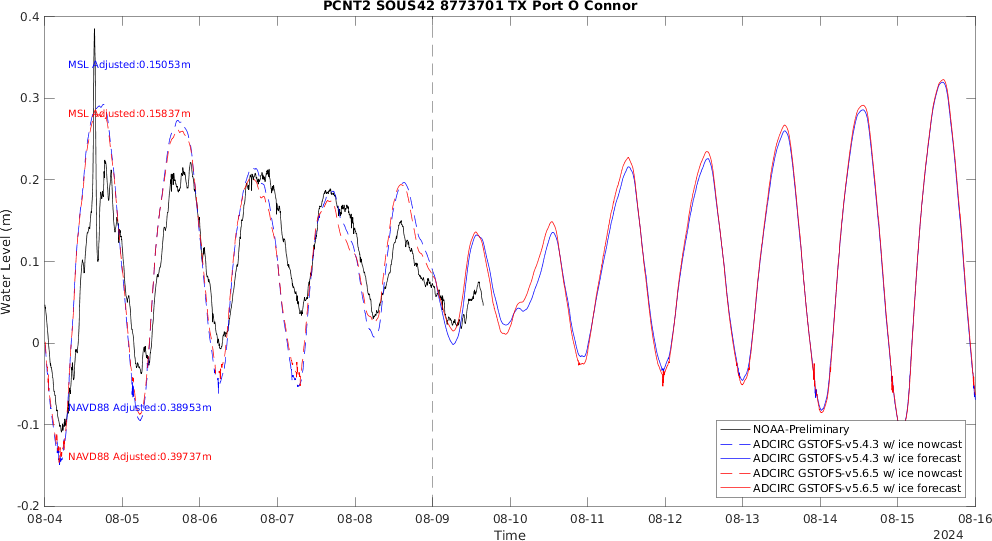 PCNT2 SOUS42 8773701 TX Port O Connor
0.4
MSL Adjusted:0.15053m
0.3
MSL Adjusted:0.15837m
0.2
Water Level (m)
0.1
0
NAVD88 Adjusted:0.38953m
-0.1
NAVD88 Adjusted:0.39737m
-0.2
NOAA-Preliminary
ADCIRC GSTOFS-v5.4.3 w/ ice nowcast
ADCIRC GSTOFS-v5.4.3 w/ ice forecast
ADCIRC GSTOFS-v5.6.5 w/ ice nowcast
ADCIRC GSTOFS-v5.6.5 w/ ice forecast
08-04 08-05 08-06 08-07 08-08 08-09 08-10 08-11 08-12 08-13 08-14 08-15 08-16
Time
2024